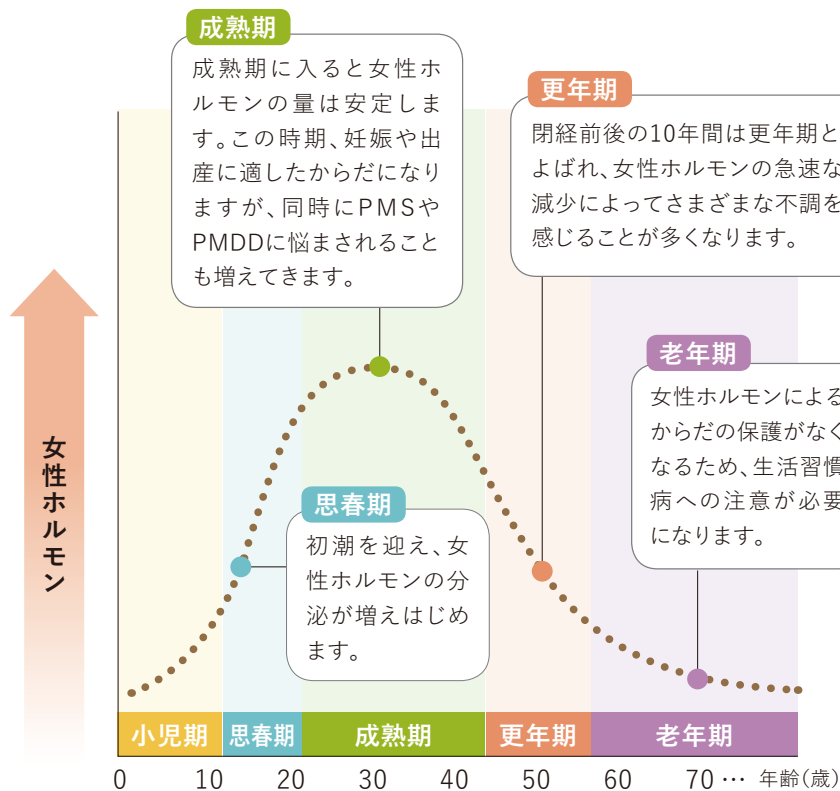 成熟期
成熟期に入ると女性ホ
ルモンの量は安定しま
す。この時期、妊娠や出
産に適したからだになり
ますが、同時にPMSや
PMDDに悩まされること
も増えてきます。
更年期
閉経前後の10年間は更年期と
よばれ、女性ホルモンの急速な
減少によってさまざまな不調を
感じることが多くなります。
老年期
女性ホルモンによる
からだの保護がなく
なるため、生活習慣
病への注意が必要
になります。
思春期
初潮を迎え、女
性ホルモンの分
泌が増えはじめ
ます。
女性ホルモン
小児期 思春期 成熟期 更年期 老年期
0 10 20 30 40 50 60 70 … 年齢(歳)